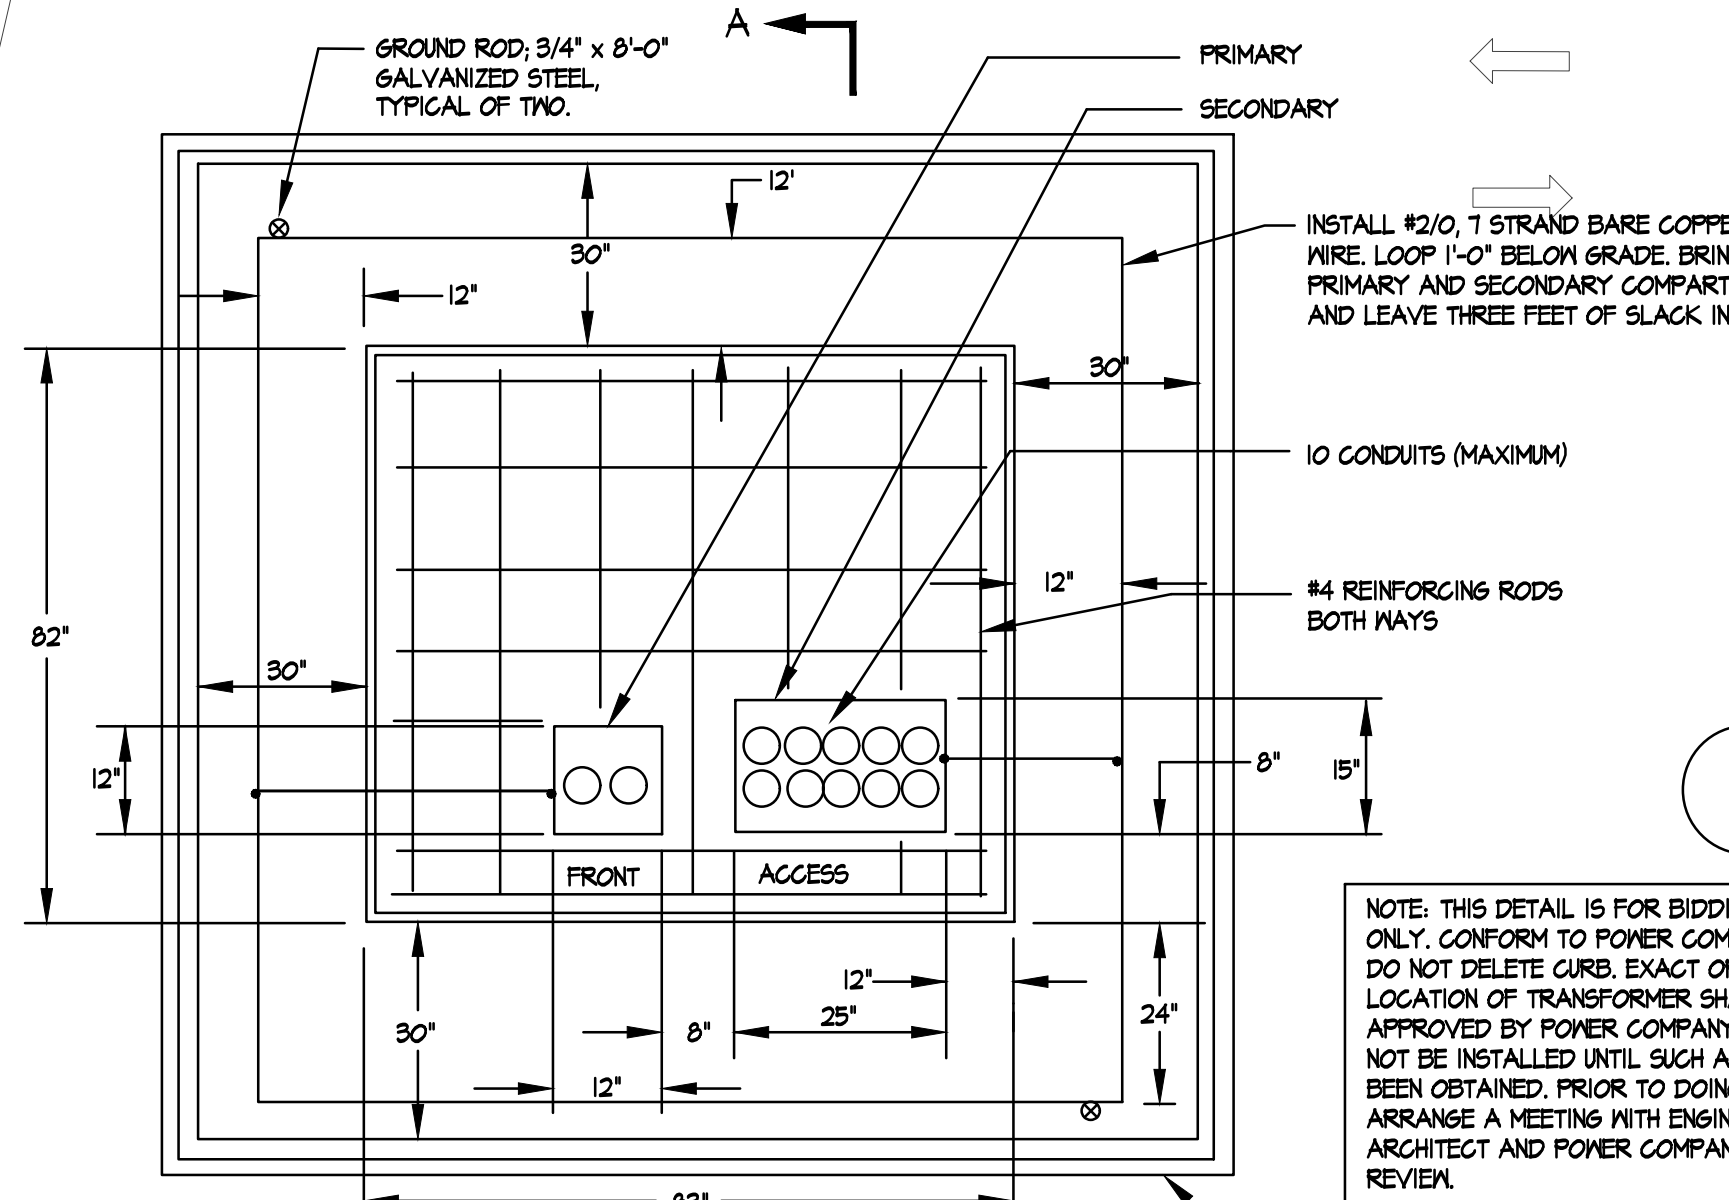 A
GROUND ROD; 3/4" x 8'-0"
GALVANIZED STEEL,
TYPICAL OF TWO.
PRIMARY
SECONDARY
12'
30"
12"
INSTALL #2/0, 7 STRAND BARE
WIRE. LOOP 1'-0" BELOW GRADE.
PRIMARY AND SECONDARY
AND LEAVE THREE FEET OF SLACK IN
30"
10 CONDUITS (MAXIMUM)
12"
#4 REINFORCING RODS
BOTH WAYS
82"
30"
12"
8"
15"
FRONT
ACCESS
NOTE: THIS DETAIL IS FOR
ONLY. CONFORM TO POWER
DO NOT DELETE CURB. EXACT
LOCATION OF TRANSFORMER
APPROVED BY POWER COMPANY
NOT BE INSTALLED UNTIL SUCH
BEEN OBTAINED. PRIOR TO
ARRANGE A MEETING WITH
ARCHITECT AND POWER
REVIEW.
12"
25"
24"
30"
8"
12"